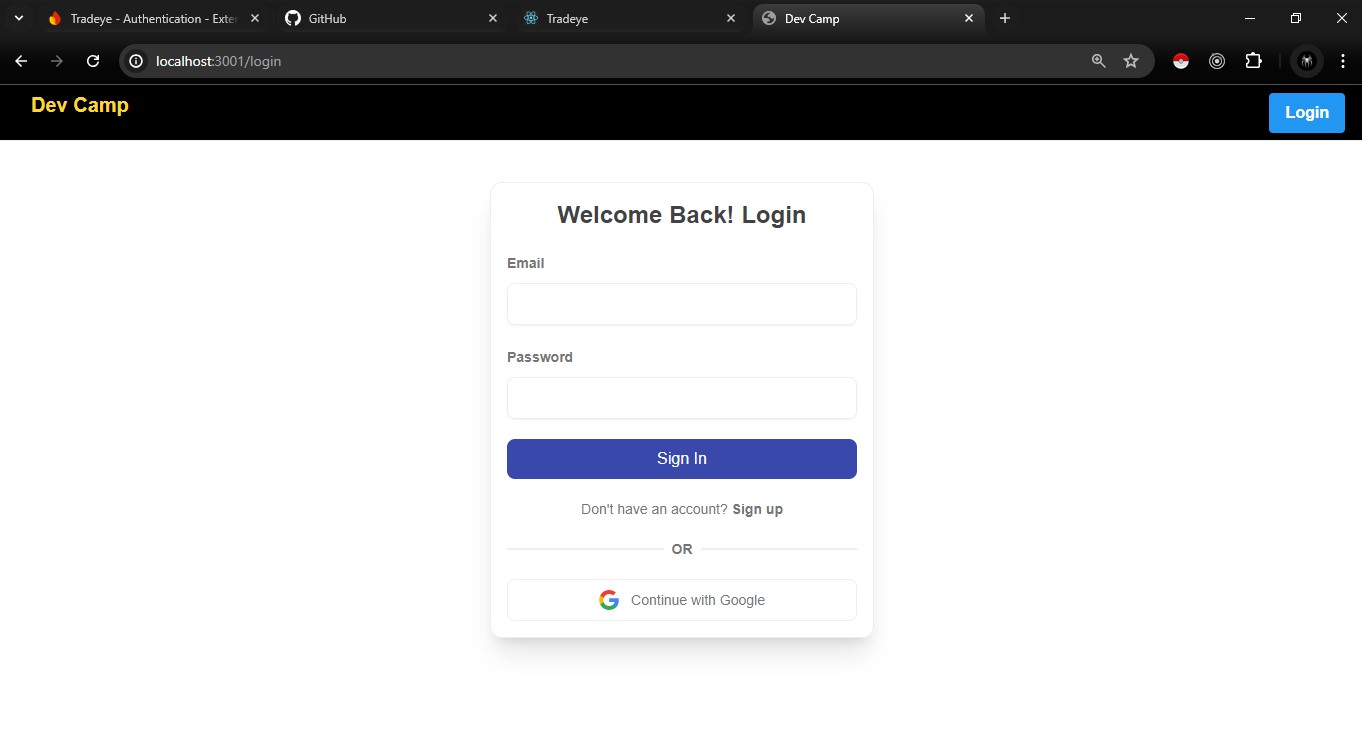 Tradeye - Authentication - Exte
GitHub
Tradeye
Dev Camp
localhost:3001/login
Dev Camp
Login
Welcome Back! Login
Email
Password
Sign In
Don't have an account? Sign up
OR
Continue with Google